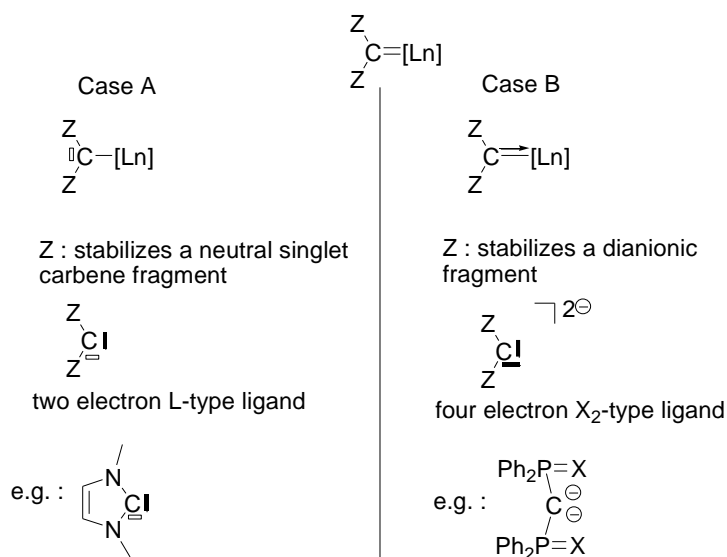 Z
C=[Ln]
Z
Case A
Case B
Z
C–[Ln]
Z
Z
C=[Ln]
Z
Z : stabilizes a neutral singlet
carbene fragment
Z : stabilizes a dianionic
fragment
Z
C
Z
2⊖
Z
C
Z
two electron L-type ligand
four electron X₂-type ligand
e.g. :
N
C
N
e.g. :
Ph₂P=X
C ⊖
⊖
Ph₂P=X